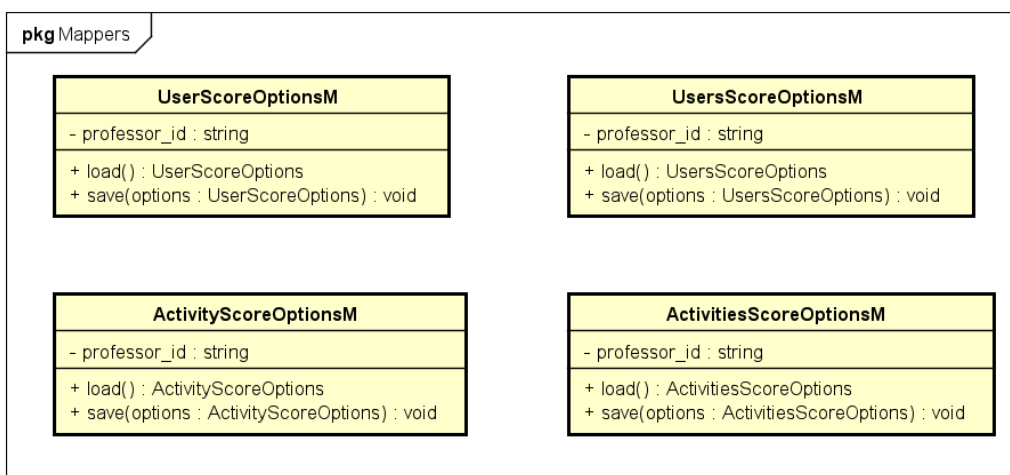 pkg Mappers
UserScoreOptionsM
- professor_id : string
+ load() : UserScoreOptions
+ save(options : UserScoreOptions) : void
UsersScoreOptionsM
- professor_id : string
+ load() : UsersScoreOptions
+ save(options : UsersScoreOptions) : void
ActivityScoreOptionsM
- professor_id : string
+ load() : ActivityScoreOptions
+ save(options : ActivityScoreOptions) : void
ActivitiesScoreOptionsM
- professor_id : string
+ load() : ActivitiesScoreOptions
+ save(options : ActivitiesScoreOptions) : void